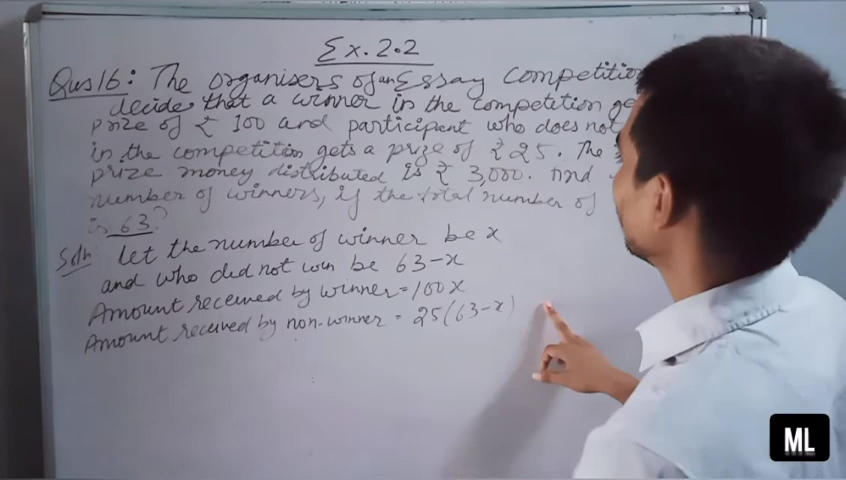 Ex. 2.2
Qus 16: The organisers of an Essay competition
decide that a winner in the competition ge
prize of ₹ 100 and participant who does not
in the competition gets a prize of ₹ 25. The
prize money distributed is ₹ 3,000. find
number of winners, if the total number of
is 63?
Soln let the number of winner be x
and who did not win be 63-x
Amount received by winner = 100x
Amount received by non-winner = 25(63-x)
ML